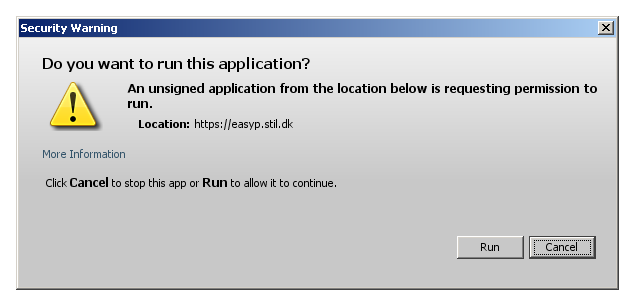 Security Warning
Do you want to run this application?
An unsigned application from the location below is requesting permission to
run.
Location: https://easyp.stil.dk
More Information
Click Cancel to stop this app or Run to allow it to continue.
Run Cancel